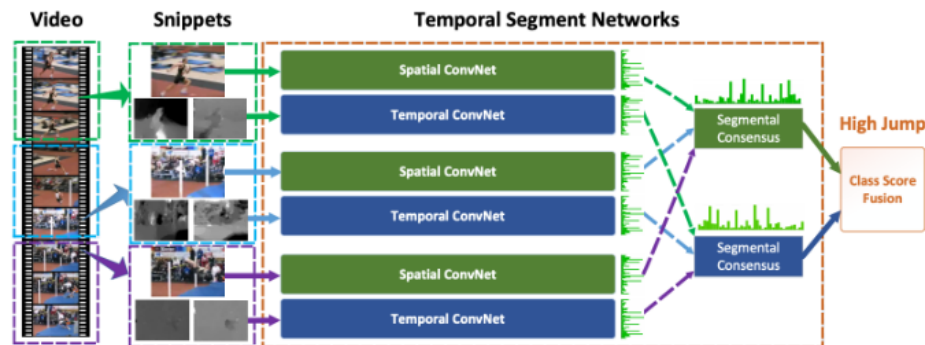 Video
Snippets
Temporal Segment Networks
Spatial ConvNet
Temporal ConvNet
Spatial ConvNet
Temporal ConvNet
Spatial ConvNet
Temporal ConvNet
Segmental
Consensus
Segmental
Consensus
High Jump
Class Score
Fusion